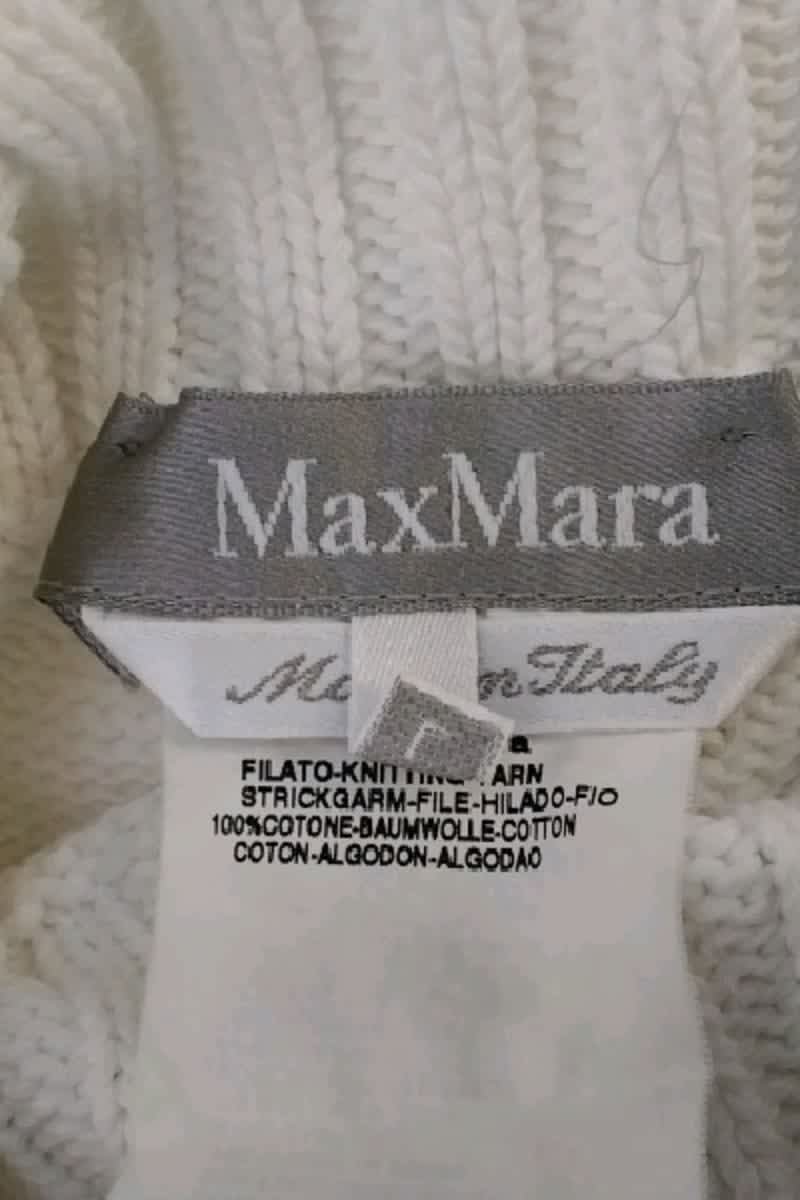 MaxMara
Italy
a
FILATO-KNITTING YARN
STRICKGARM-FILE-HILADO-FIO
100%COTONE-BAUMWOLLE-COTTON
COTON-ALGODON-ALGODAO